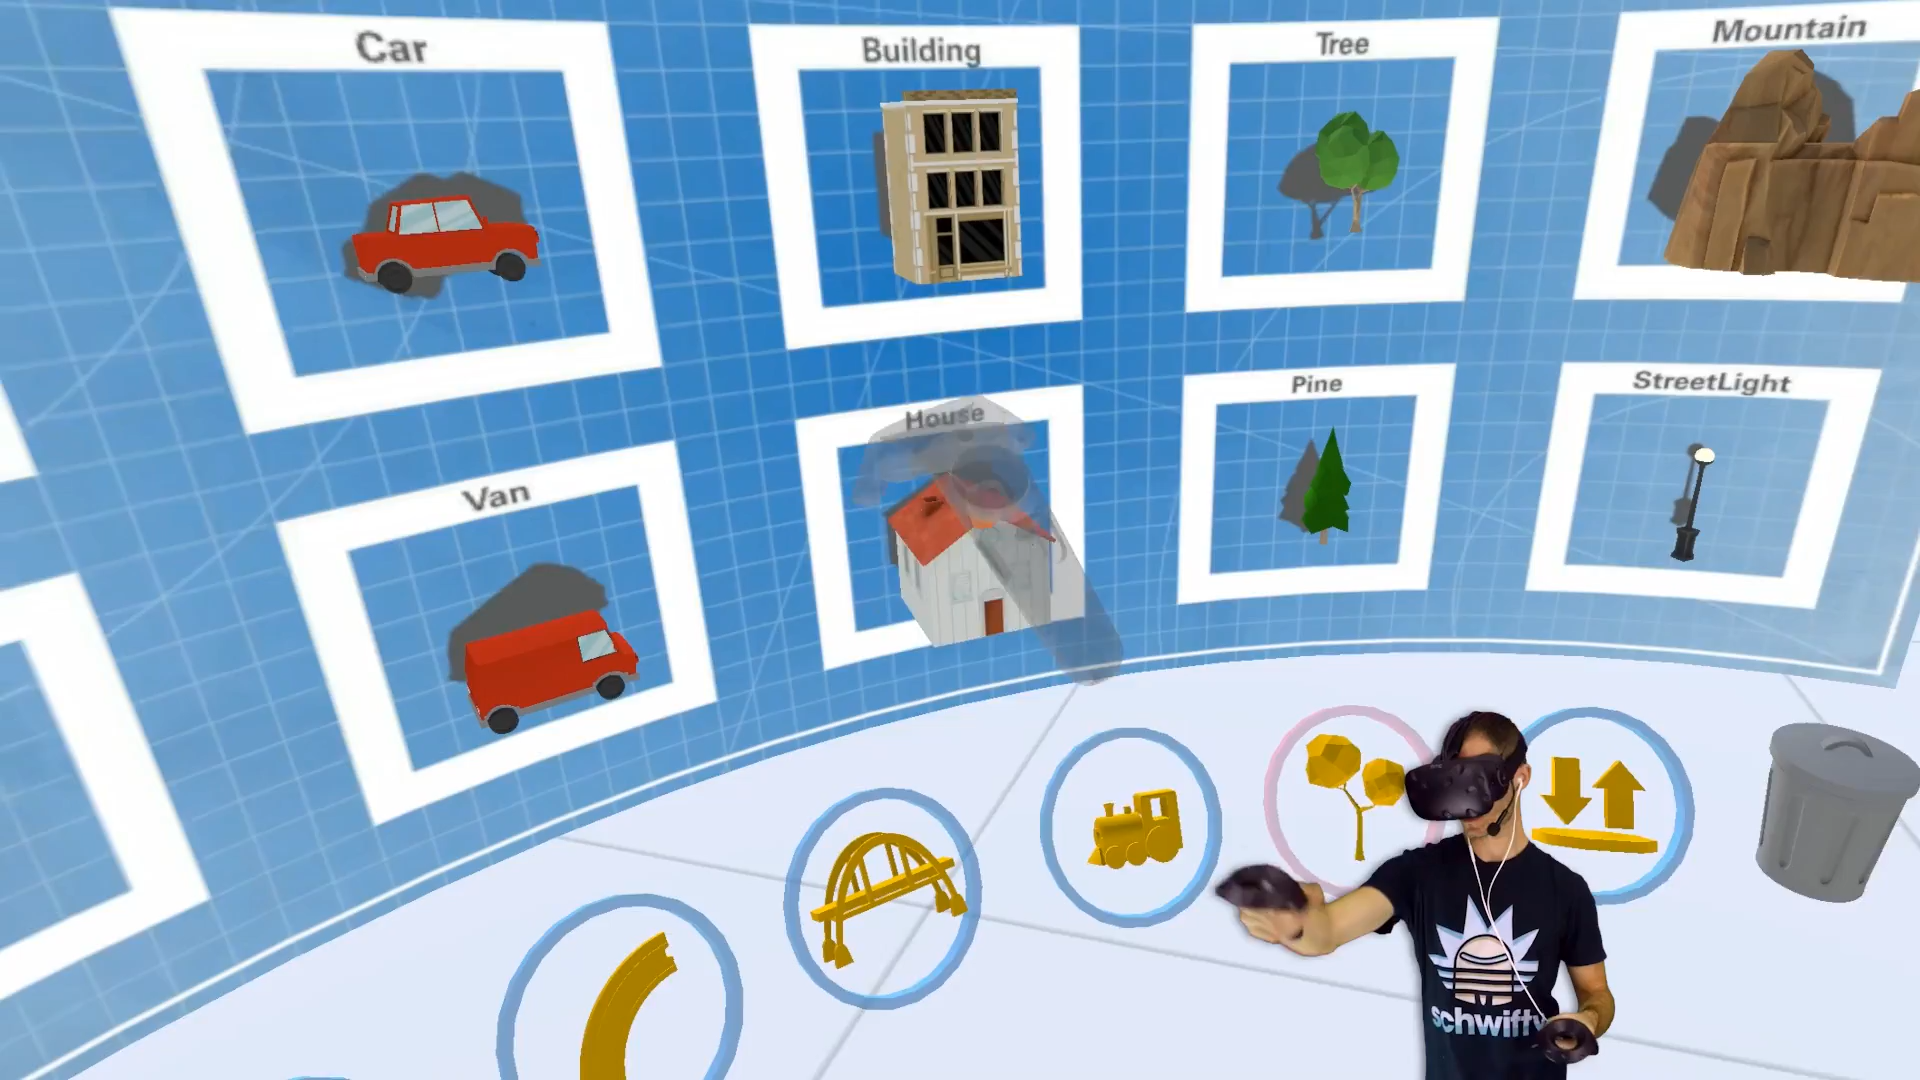 Car
Building
Tree
Mountain
Van
House
Pine
StreetLight
schwifty